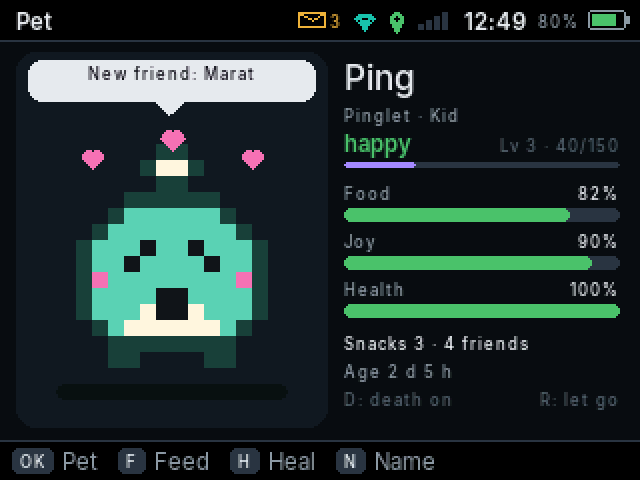 Pet 3 12:49 80%
New friend: Marat
Ping
Pinglet · Kid
happy Lv 3 · 40/150
Food 82%
Joy 90%
Health 100%
Snacks 3 · 4 friends
Age 2 d 5 h
D: death on R: let go
OK Pet F Feed H Heal N Name